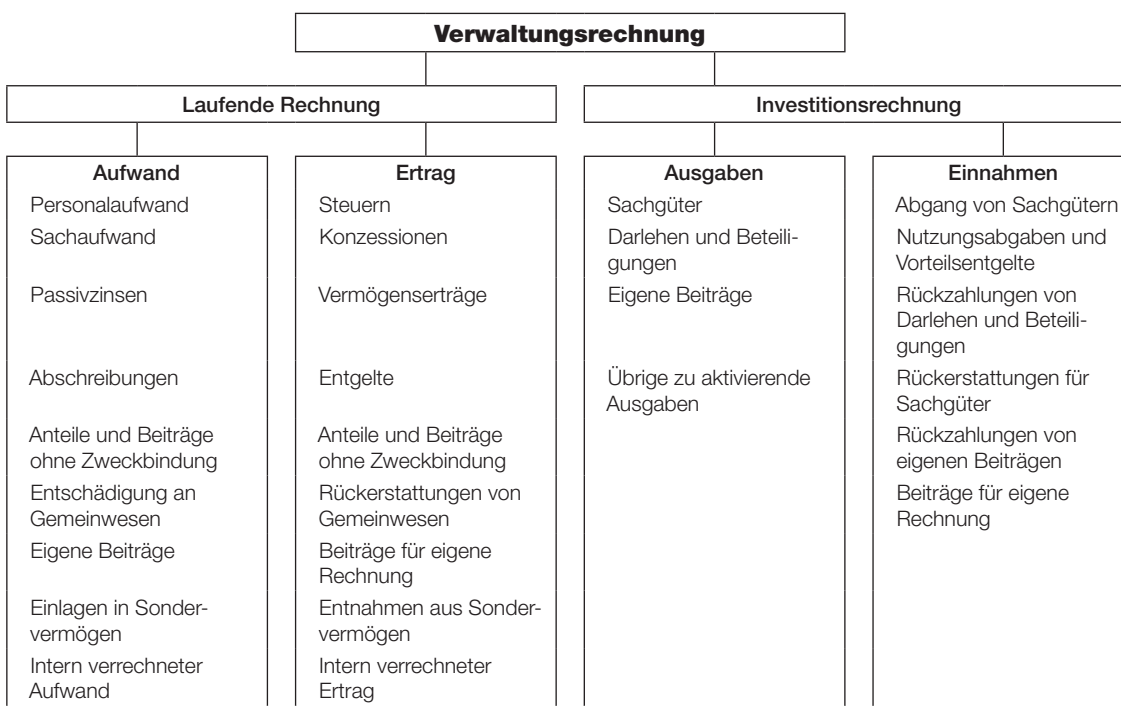 Verwaltungsrechnung
Laufende Rechnung
Investitionsrechnung
Aufwand
Personalaufwand
Sachaufwand
Passivzinsen
Abschreibungen
Anteile und Beiträge
ohne Zweckbindung
Entschädigung an
Gemeinwesen
Eigene Beiträge
Einlagen in Sonder-
vermögen
Intern verrechneter
Aufwand
Ertrag
Steuern
Konzessionen
Vermögenserträge
Entgelte
Anteile und Beiträge
ohne Zweckbindung
Rückerstattungen von
Gemeinwesen
Beiträge für eigene
Rechnung
Entnahmen aus Sonder-
vermögen
Intern verrechneter
Ertrag
Ausgaben
Sachgüter
Darlehen und Beteili-
gungen
Eigene Beiträge
Übrige zu aktivierende
Ausgaben
Einnahmen
Abgang von Sachgütern
Nutzungsabgaben und
Vorteilsentgelte
Rückzahlungen von
Darlehen und Beteili-
gungen
Rückerstattungen für
Sachgüter
Rückzahlungen von
eigenen Beiträgen
Beiträge für eigene
Rechnung